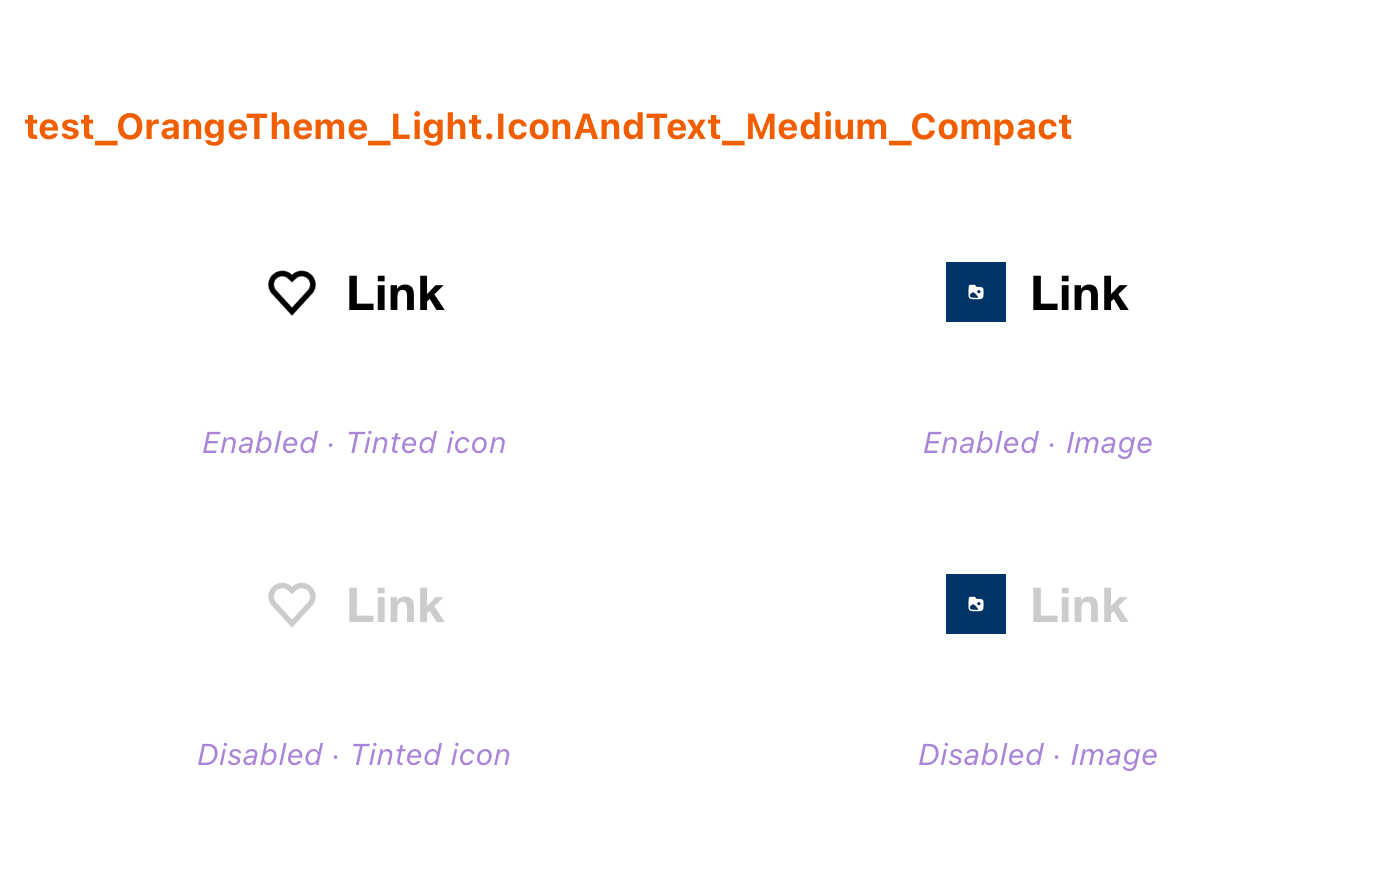 test_OrangeTheme_Light.IconAndText_Medium_Compact
Link
Link
Enabled · Tinted icon
Enabled · Image
Link
Link
Disabled · Tinted icon
Disabled · Image